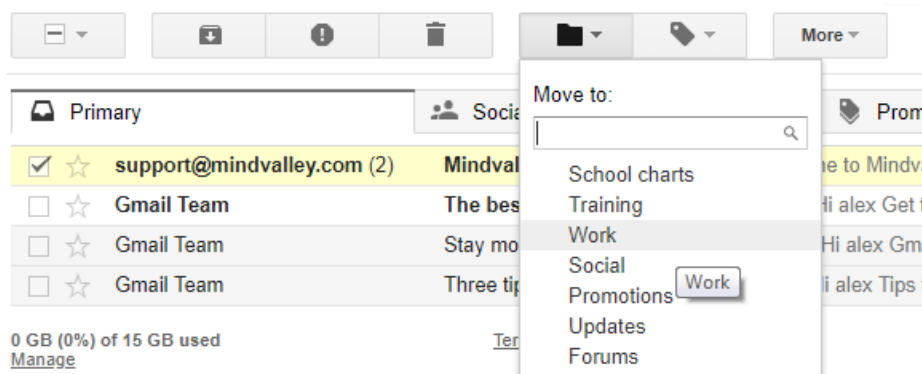 More
Move to:
Primary
Socia
Prom
support@mindvalley.com (2) Mindval ne to Mindv
Gmail Team The bes Hi alex Get
Gmail Team Stay mo Hi alex Gm
Gmail Team Three tip Hi alex Tips
School charts
Training
Work
Social
Promotions
Work
Updates
Forums
0 GB (0%) of 15 GB used
Ter
Manage